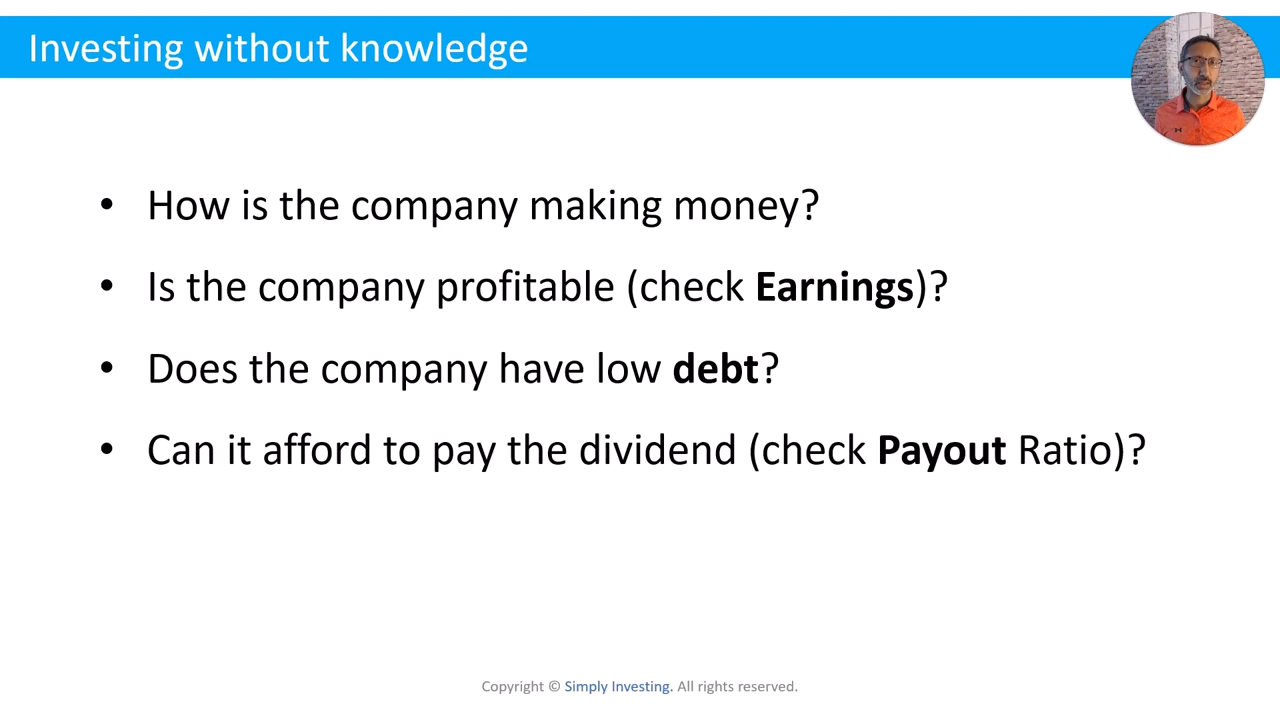 Investing without knowledge
• How is the company making money?
• Is the company profitable (check Earnings)?
• Does the company have low debt?
• Can it afford to pay the dividend (check Payout Ratio)?
Copyright © Simply Investing. All rights reserved.